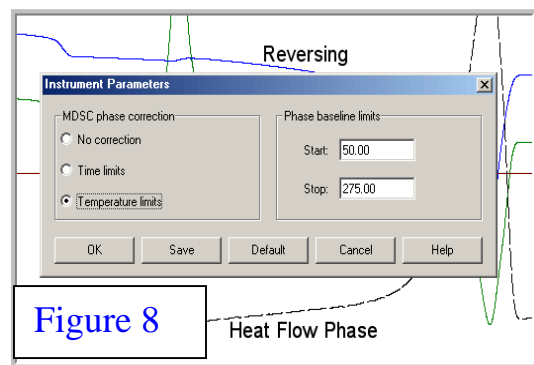 Reversing
Instrument Parameters
MDSC phase correction
No correction
Time limits
Temperature limits
Phase baseline limits
Start: 50.00
Stop: 275.00
OK Save Default Cancel Help
Figure 8
Heat Flow Phase